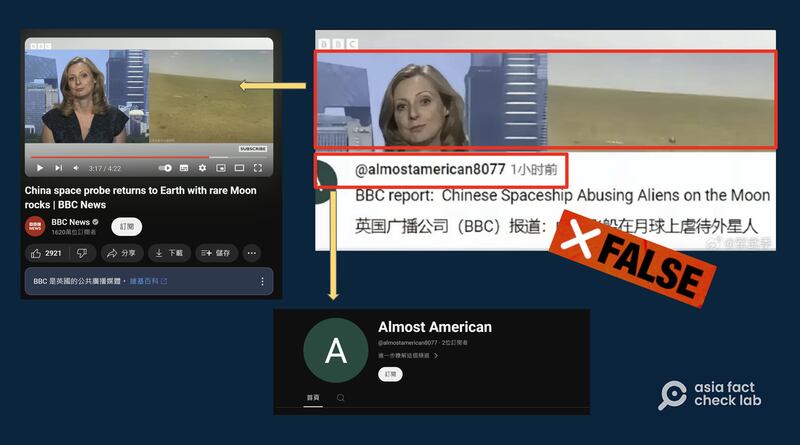 BBC
SUBSCRIBE
3:17 / 4:22
China space probe returns to Earth with rare Moon
rocks | BBC News
BBC
NEWS
BBC News
1620萬位訂閱者
訂閱
2921
分享
下載
儲存
BBC 是英國的公共廣播媒體。 維基百科
BBC
@almostamerican8077 1小时前
BBC report: Chinese Spaceship Abusing Aliens on the Moon
英国广播公司（BBC）报道：
船在月球上虐待外星人
FALSE
A
Almost American
@almostamerican8077 · 2位訂閱者
進一步瞭解這個頻道
訂閱
首頁
asia fact
check lab